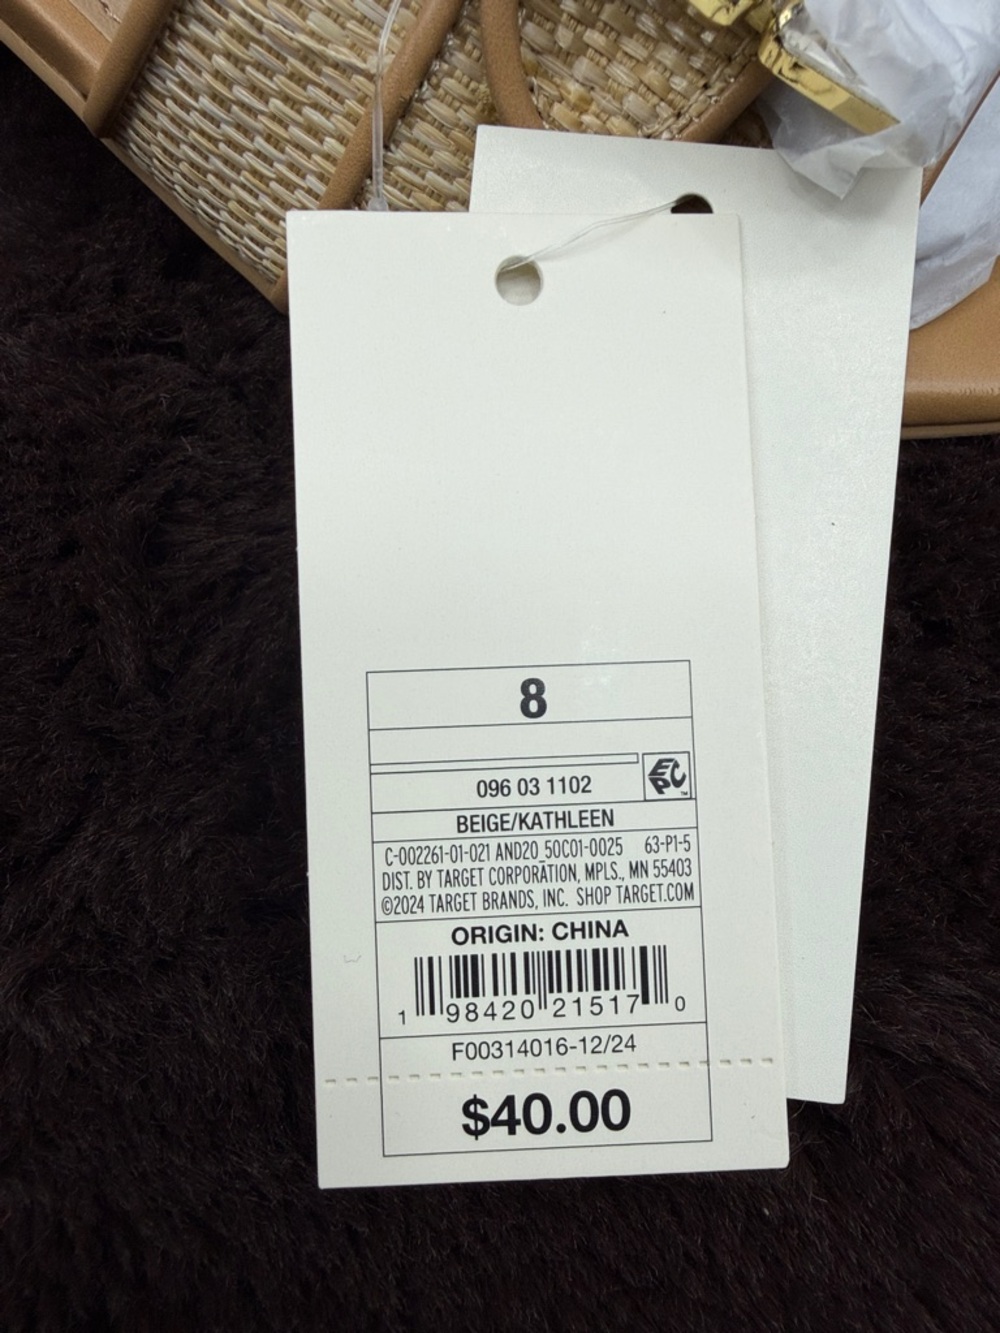 8
096 03 1102
EPC™
BEIGE/KATHLEEN
C-002261-01-021 AND20_50C01-0025 63-P1-5
DIST. BY TARGET CORPORATION, MPLS., MN 55403
©2024 TARGET BRANDS, INC. SHOP TARGET.COM
ORIGIN: CHINA
1 98420 21517 0
F00314016-12/24
$40.00